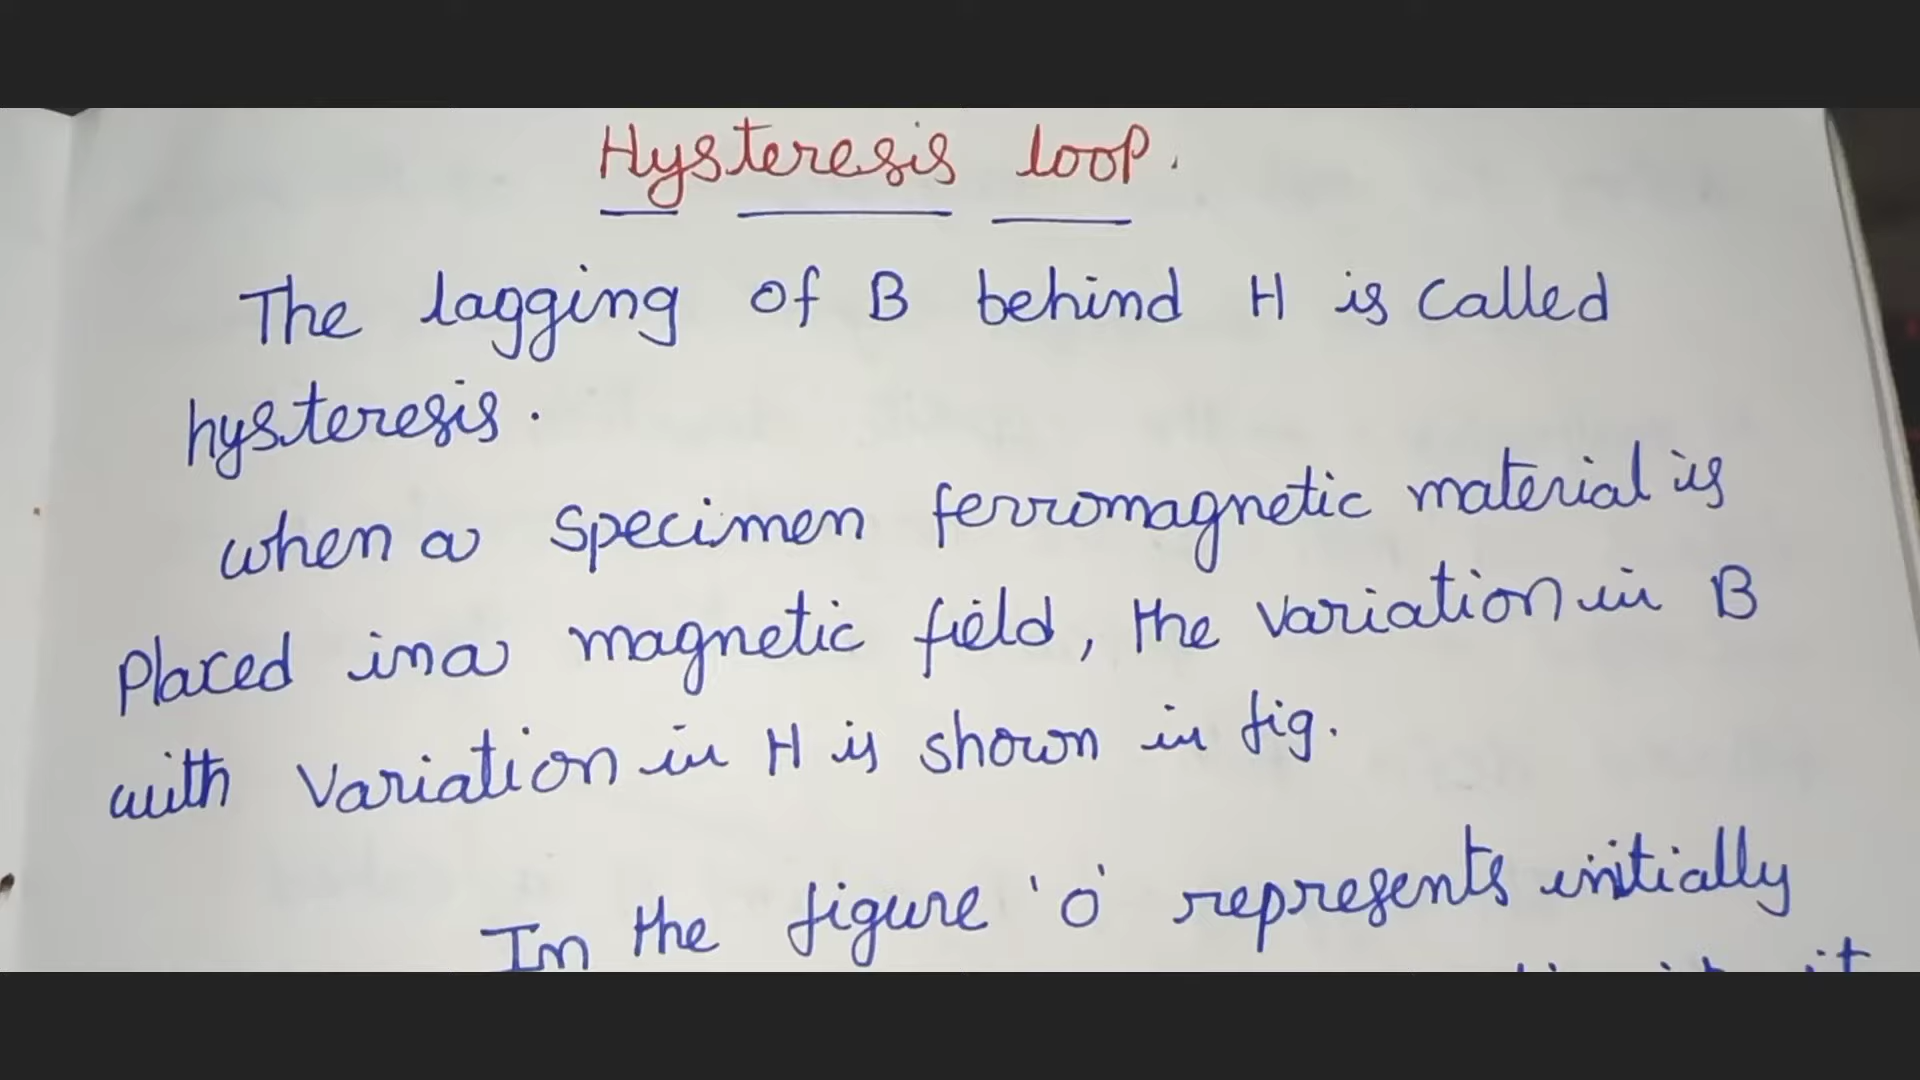 Hysteresis loop.
The lagging of B behind H is called
hysteresis.
when a specimen ferromagnetic material is
placed in a magnetic field, the variation in B
with variation in H is shown in fig.
In the figure 'o' represents initially
it